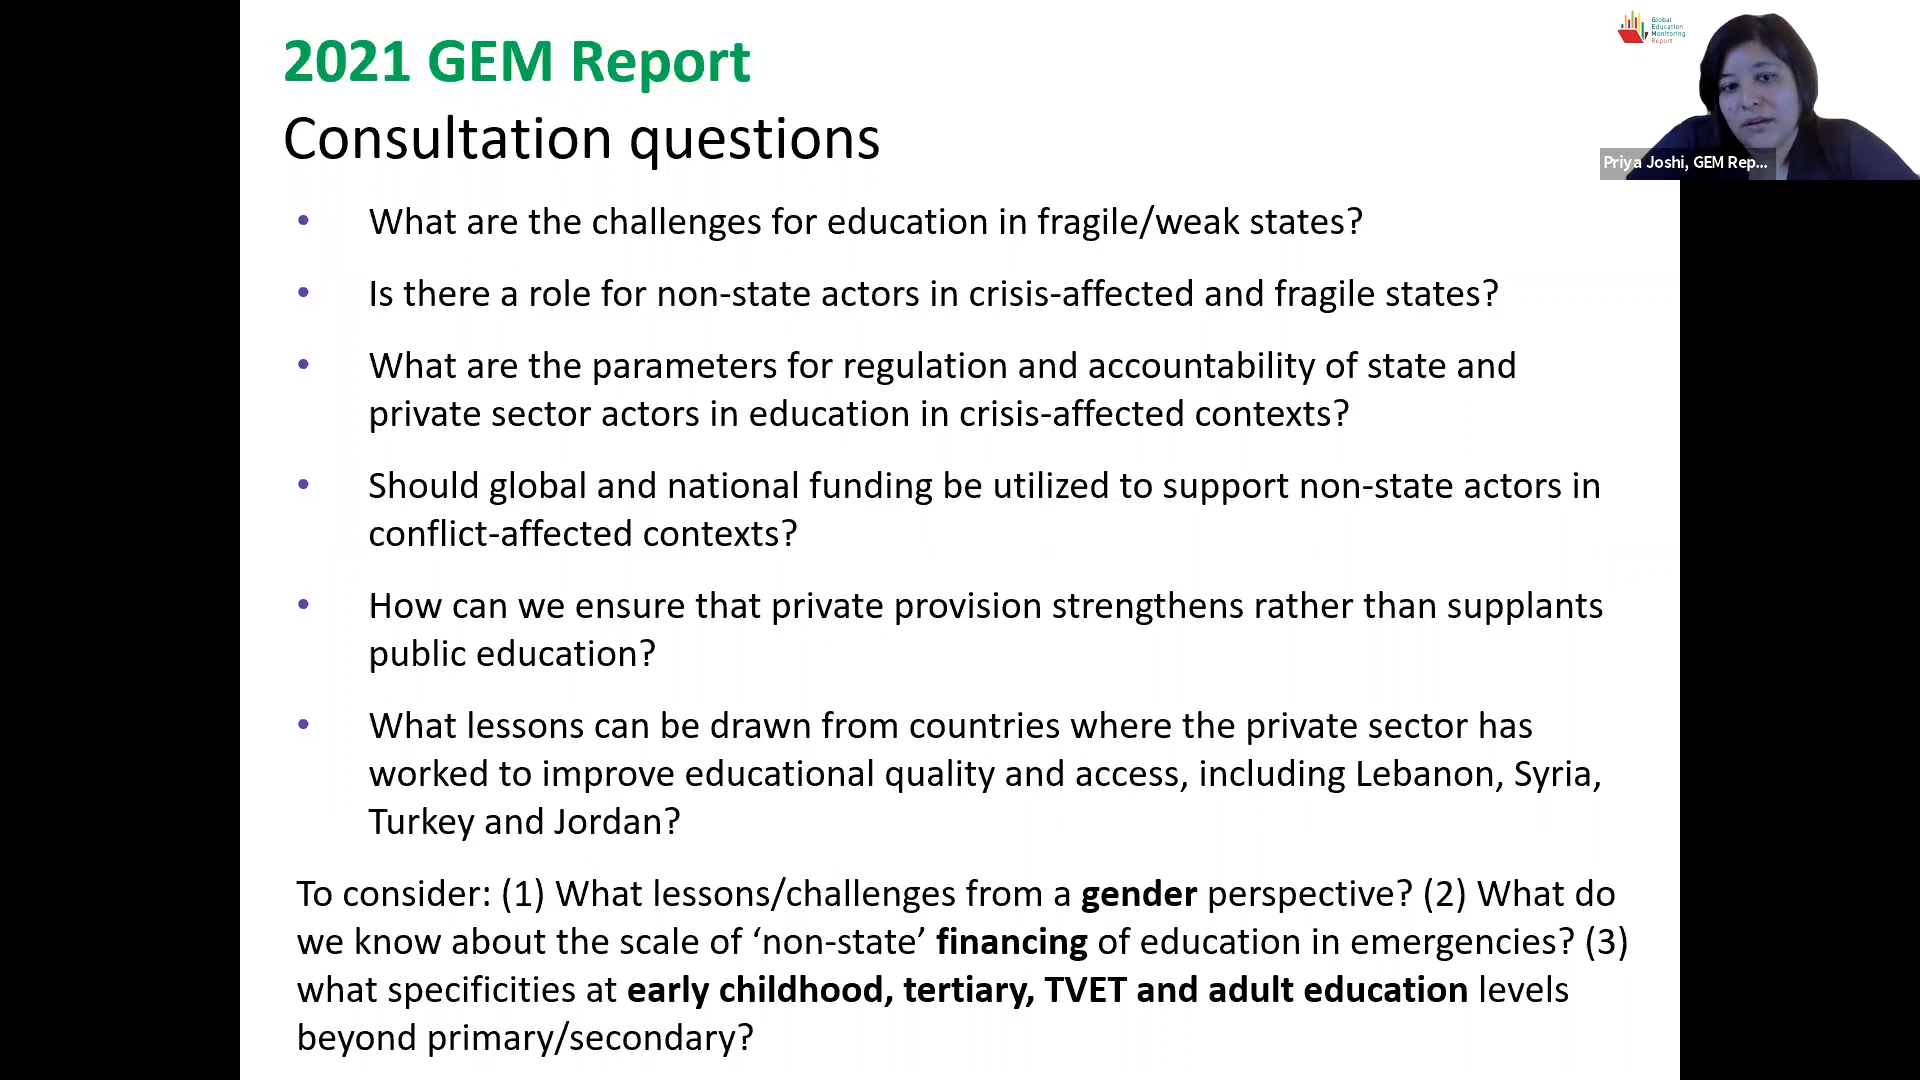 2021 GEM Report
Consultation questions
Global
Education
Monitoring
Report
Priya Joshi, GEM Rep...
• What are the challenges for education in fragile/weak states?
• Is there a role for non-state actors in crisis-affected and fragile states?
• What are the parameters for regulation and accountability of state and
private sector actors in education in crisis-affected contexts?
• Should global and national funding be utilized to support non-state actors in
conflict-affected contexts?
• How can we ensure that private provision strengthens rather than supplants
public education?
• What lessons can be drawn from countries where the private sector has
worked to improve educational quality and access, including Lebanon, Syria,
Turkey and Jordan?
To consider: (1) What lessons/challenges from a gender perspective? (2) What do
we know about the scale of ‘non-state’ financing of education in emergencies? (3)
what specificities at early childhood, tertiary, TVET and adult education levels
beyond primary/secondary?